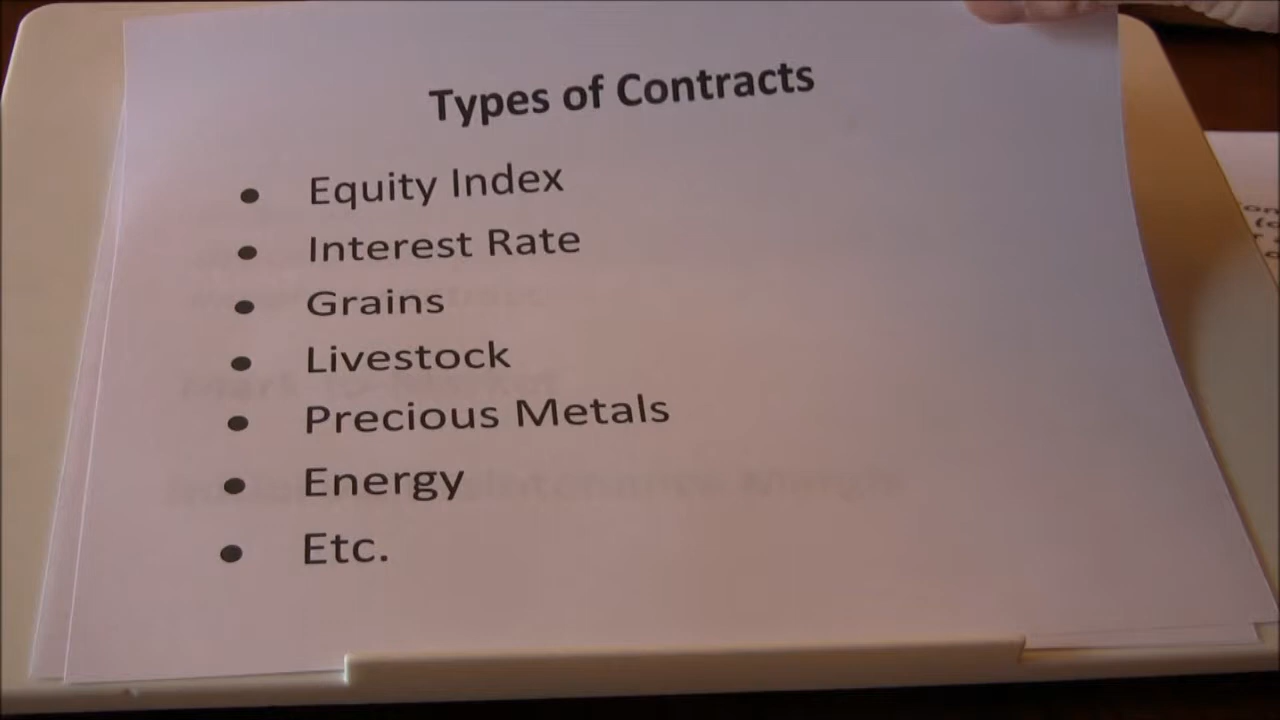 Types of Contracts
• Equity Index
• Interest Rate
• Grains
• Livestock
• Precious Metals
• Energy
• Etc.